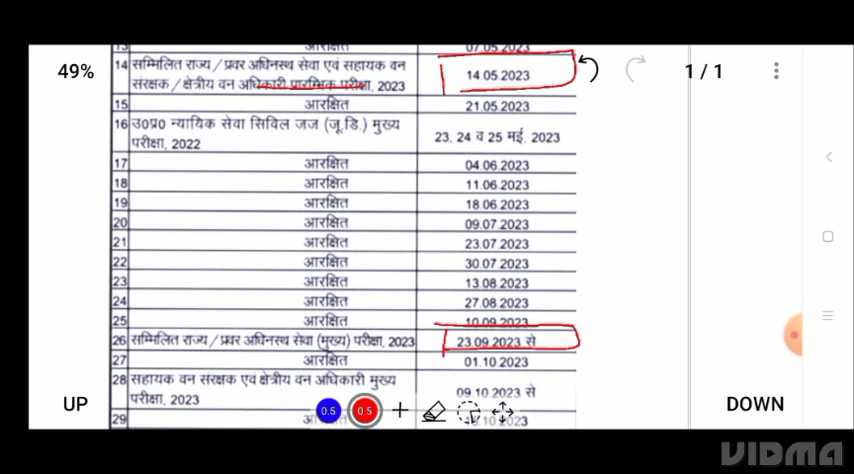 13 आरक्षित 07.05.2023
14 सम्मिलित राज्य / प्रवर अधिनस्थ सेवा एवं सहायक वन
संरक्षक / क्षेत्रीय वन अधिकारी प्रारम्भिक परीक्षा, 2023 14.05.2023
49% 1 / 1
15 आरक्षित 21.05.2023
16 उ0प्र0 न्यायिक सेवा सिविल जज (जू.डि.) मुख्य
परीक्षा, 2022 23, 24 व 25 मई, 2023
17 आरक्षित 04.06.2023
18 आरक्षित 11.06.2023
19 आरक्षित 18.06.2023
20 आरक्षित 09.07.2023
21 आरक्षित 23.07.2023
22 आरक्षित 30.07.2023
23 आरक्षित 13.08.2023
24 आरक्षित 27.08.2023
25 आरक्षित 10.09.2023
26 सम्मिलित राज्य / प्रवर अधिनस्थ सेवा (मुख्य) परीक्षा, 2023 23.09.2023 से
27 आरक्षित 01.10.2023
28 सहायक वन संरक्षक एवं क्षेत्रीय वन अधिकारी मुख्य
परीक्षा, 2023 09.10.2023 से
UP 0.5 0.5 DOWN
29
VIDMA